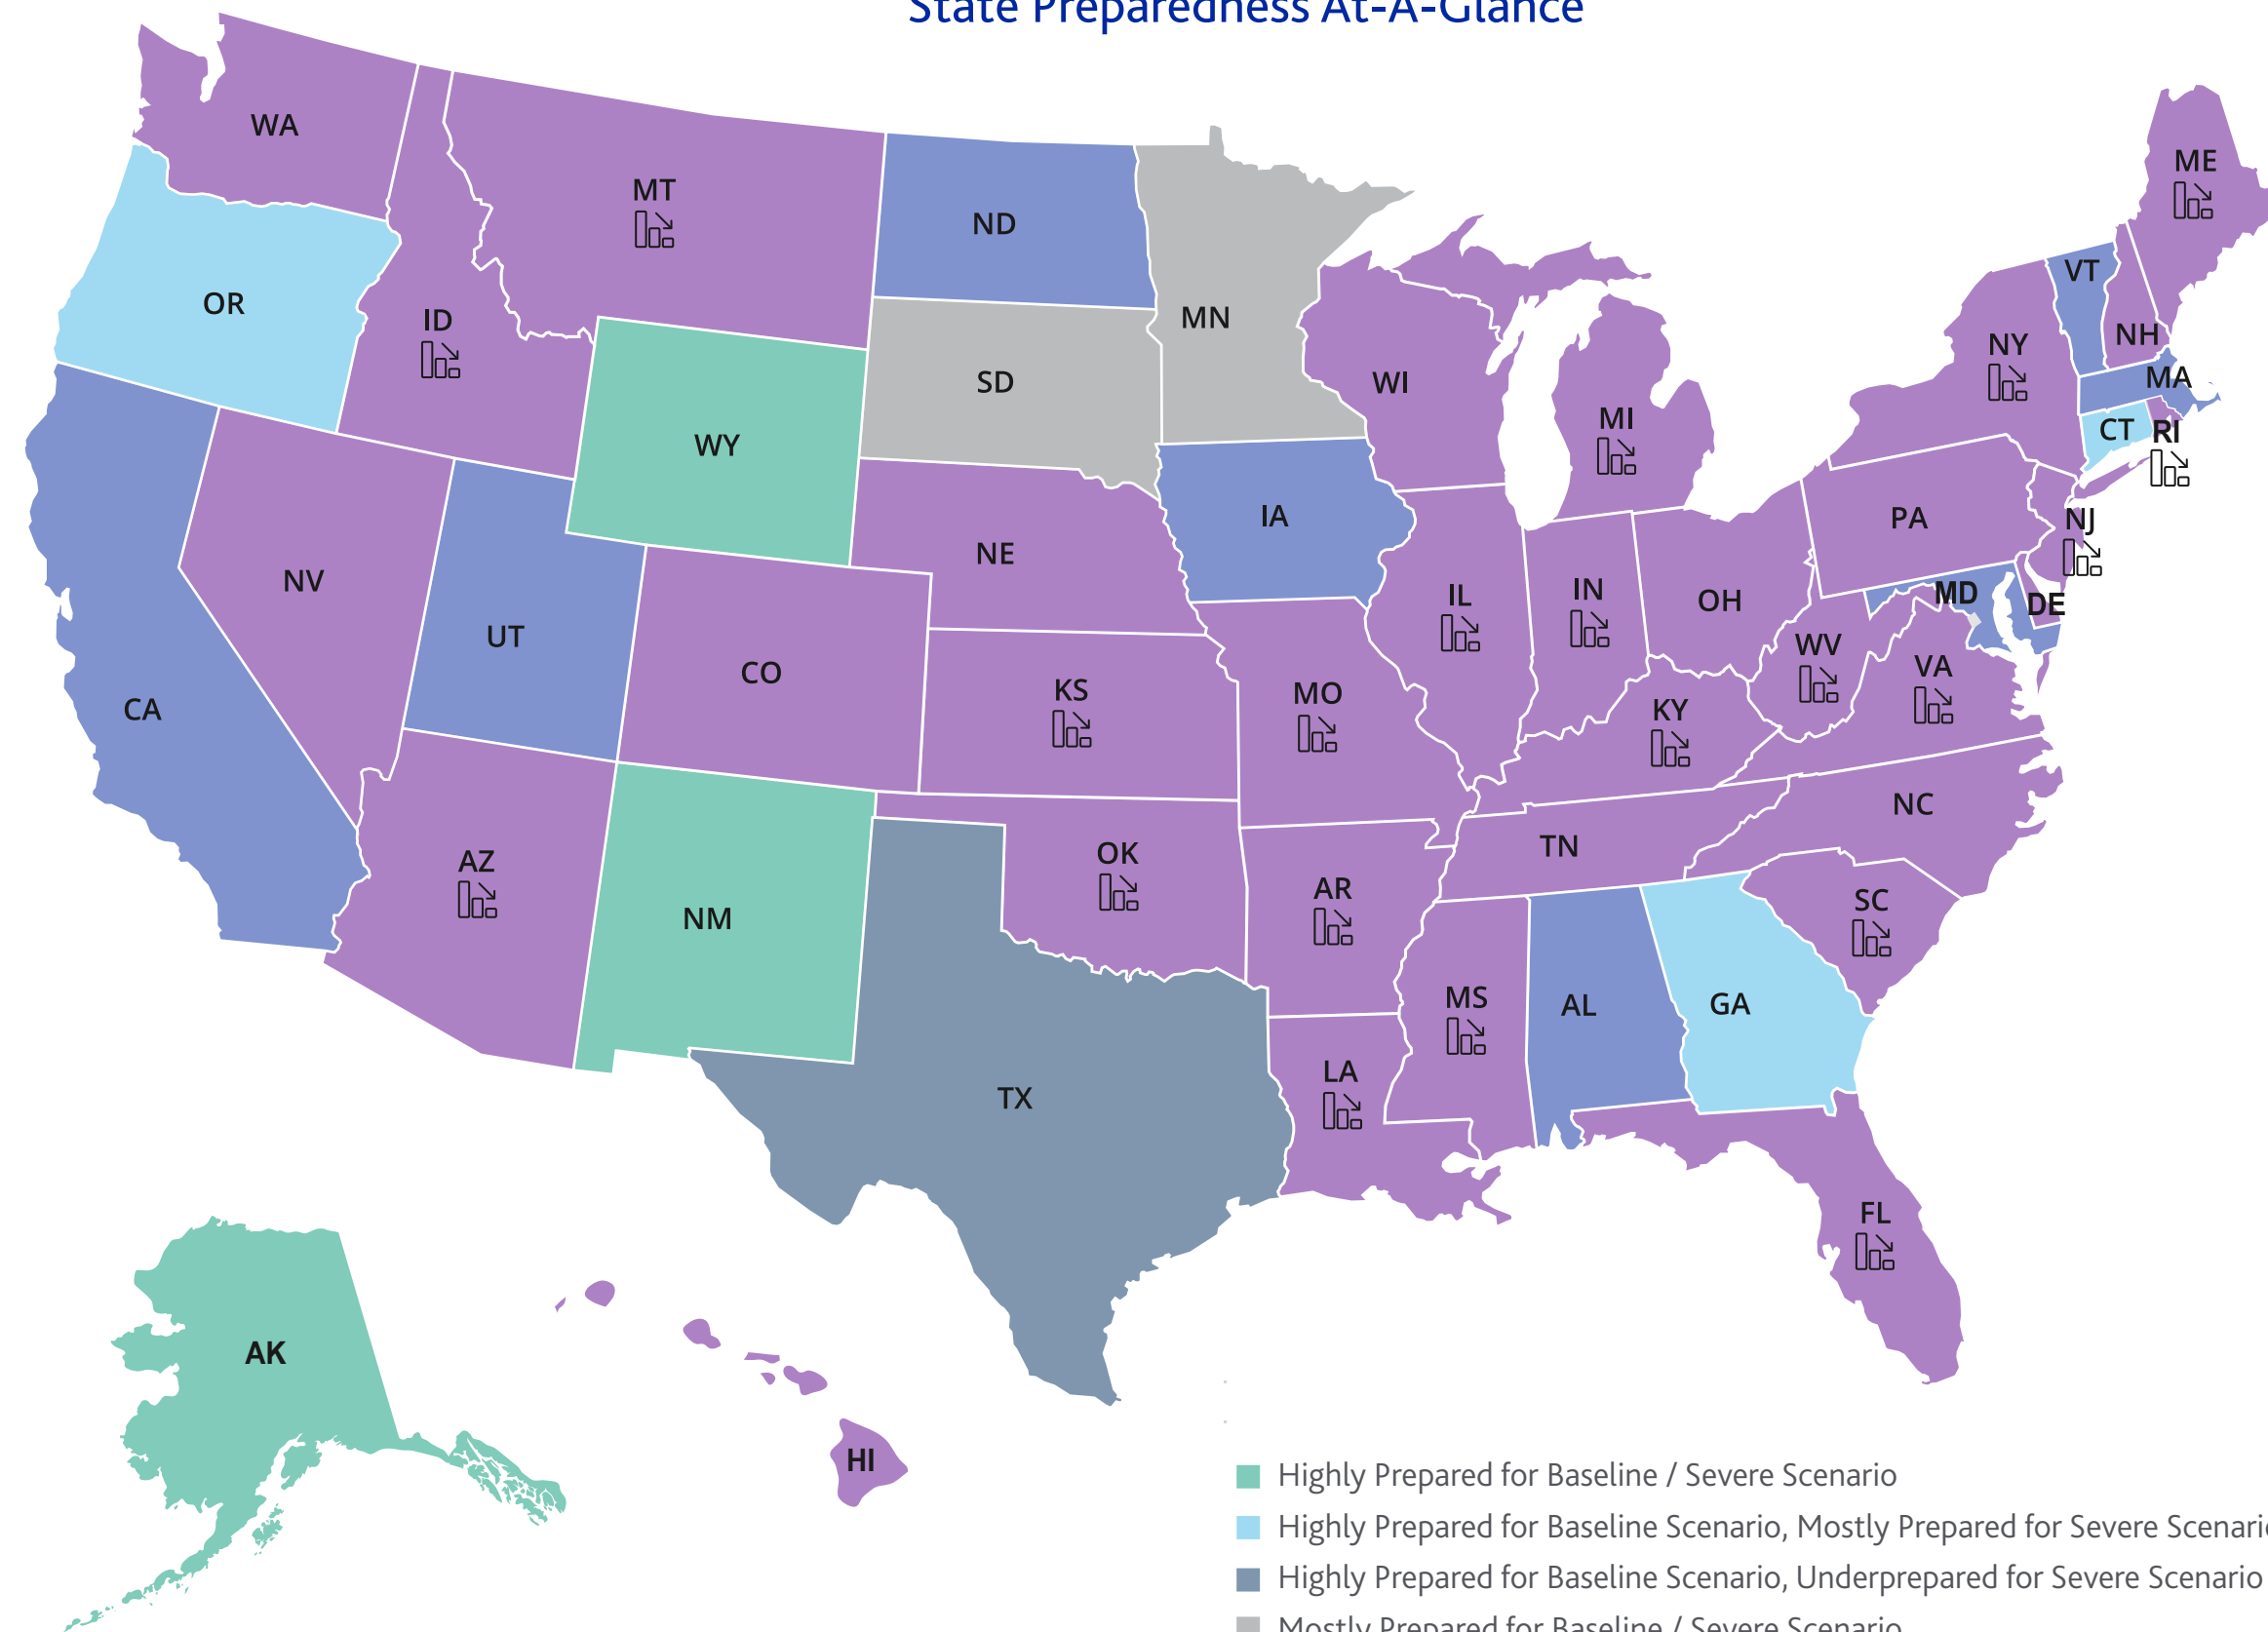 State Preparedness At-A-Glance
WA
ME
MT
ND
VT
OR
MN
ID
NH
NY
MA
SD
WI
MI
CT
RI
WY
IA
PA
NJ
NE
NV
IL
IN
MD
OH
DE
UT
WV
VA
CO
KS
MO
KY
CA
NC
TN
OK
AZ
AR
SC
NM
MS
AL
GA
LA
TX
FL
AK
HI
Highly Prepared for Baseline / Severe Scenario
Highly Prepared for Baseline Scenario, Mostly Prepared for Severe Scenario
Highly Prepared for Baseline Scenario, Underprepared for Severe Scenario
Mostly Prepared for Baseline / Severe Scenario